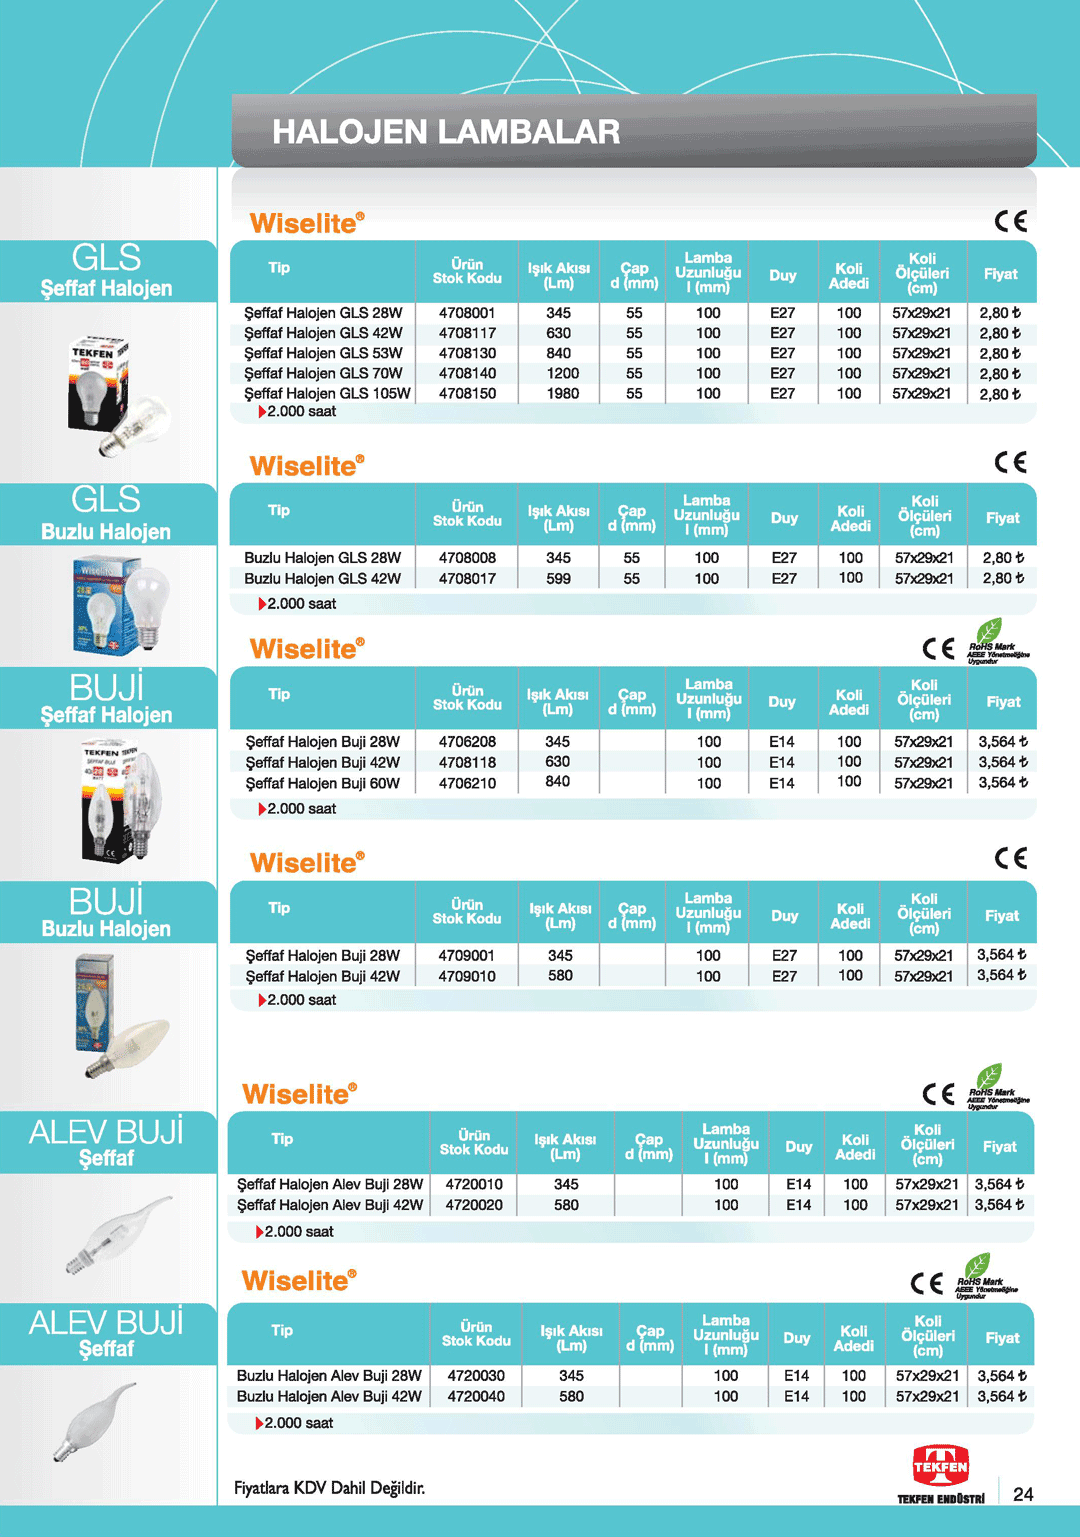 HALOJEN LAMBALAR
Wiselite®
CE
GLS
Şeffaf Halojen
Tip | Ürün Stok Kodu | Işık Akısı (Lm) | Çap d (mm) | Lamba Uzunluğu l (mm) | Duy | Koli Adedi | Koli Ölçüleri (cm) | Fiyat
Şeffaf Halojen GLS 28W 4708001 345 55 100 E27 100 57x29x21 2,80 ₺
Şeffaf Halojen GLS 42W 4708117 630 55 100 E27 100 57x29x21 2,80 ₺
Şeffaf Halojen GLS 53W 4708130 840 55 100 E27 100 57x29x21 2,80 ₺
Şeffaf Halojen GLS 70W 4708140 1200 55 100 E27 100 57x29x21 2,80 ₺
Şeffaf Halojen GLS 105W 4708150 1980 55 100 E27 100 57x29x21 2,80 ₺
2.000 saat
TEKFEN
Wiselite®
CE
GLS
Buzlu Halojen
Tip | Ürün Stok Kodu | Işık Akısı (Lm) | Çap d (mm) | Lamba Uzunluğu l (mm) | Duy | Koli Adedi | Koli Ölçüleri (cm) | Fiyat
Buzlu Halojen GLS 28W 4708008 345 55 100 E27 100 57x29x21 2,80 ₺
Buzlu Halojen GLS 42W 4708017 599 55 100 E27 100 57x29x21 2,80 ₺
2.000 saat
Wiselite
Wiselite®
CE
RoHS Mark
AEEE Yönetmeliğine
Uygundur
BUJİ
Şeffaf Halojen
Tip | Ürün Stok Kodu | Işık Akısı (Lm) | Çap d (mm) | Lamba Uzunluğu l (mm) | Duy | Koli Adedi | Koli Ölçüleri (cm) | Fiyat
Şeffaf Halojen Buji 28W 4706208 345 100 E14 100 57x29x21 3,564 ₺
Şeffaf Halojen Buji 42W 4708118 630 100 E14 100 57x29x21 3,564 ₺
Şeffaf Halojen Buji 60W 4706210 840 100 E14 100 57x29x21 3,564 ₺
2.000 saat
TEKFEN
ŞEFFAF BUJİ
Wiselite®
CE
BUJİ
Buzlu Halojen
Tip | Ürün Stok Kodu | Işık Akısı (Lm) | Çap d (mm) | Lamba Uzunluğu l (mm) | Duy | Koli Adedi | Koli Ölçüleri (cm) | Fiyat
Şeffaf Halojen Buji 28W 4709001 345 100 E27 100 57x29x21 3,564 ₺
Şeffaf Halojen Buji 42W 4709010 580 100 E27 100 57x29x21 3,564 ₺
2.000 saat
Wiselite®
CE
RoHS Mark
AEEE Yönetmeliğine
Uygundur
ALEV BUJİ
Şeffaf
Tip | Ürün Stok Kodu | Işık Akısı (Lm) | Çap d (mm) | Lamba Uzunluğu l (mm) | Duy | Koli Adedi | Koli Ölçüleri (cm) | Fiyat
Şeffaf Halojen Alev Buji 28W 4720010 345 100 E14 100 57x29x21 3,564 ₺
Şeffaf Halojen Alev Buji 42W 4720020 580 100 E14 100 57x29x21 3,564 ₺
2.000 saat
Wiselite®
CE
RoHS Mark
AEEE Yönetmeliğine
Uygundur
ALEV BUJİ
Şeffaf
Tip | Ürün Stok Kodu | Işık Akısı (Lm) | Çap d (mm) | Lamba Uzunluğu l (mm) | Duy | Koli Adedi | Koli Ölçüleri (cm) | Fiyat
Buzlu Halojen Alev Buji 28W 4720030 345 100 E14 100 57x29x21 3,564 ₺
Buzlu Halojen Alev Buji 42W 4720040 580 100 E14 100 57x29x21 3,564 ₺
2.000 saat
Fiyatlara KDV Dahil Değildir.
TEKFEN
TEKFEN ENDÜSTRİ
24